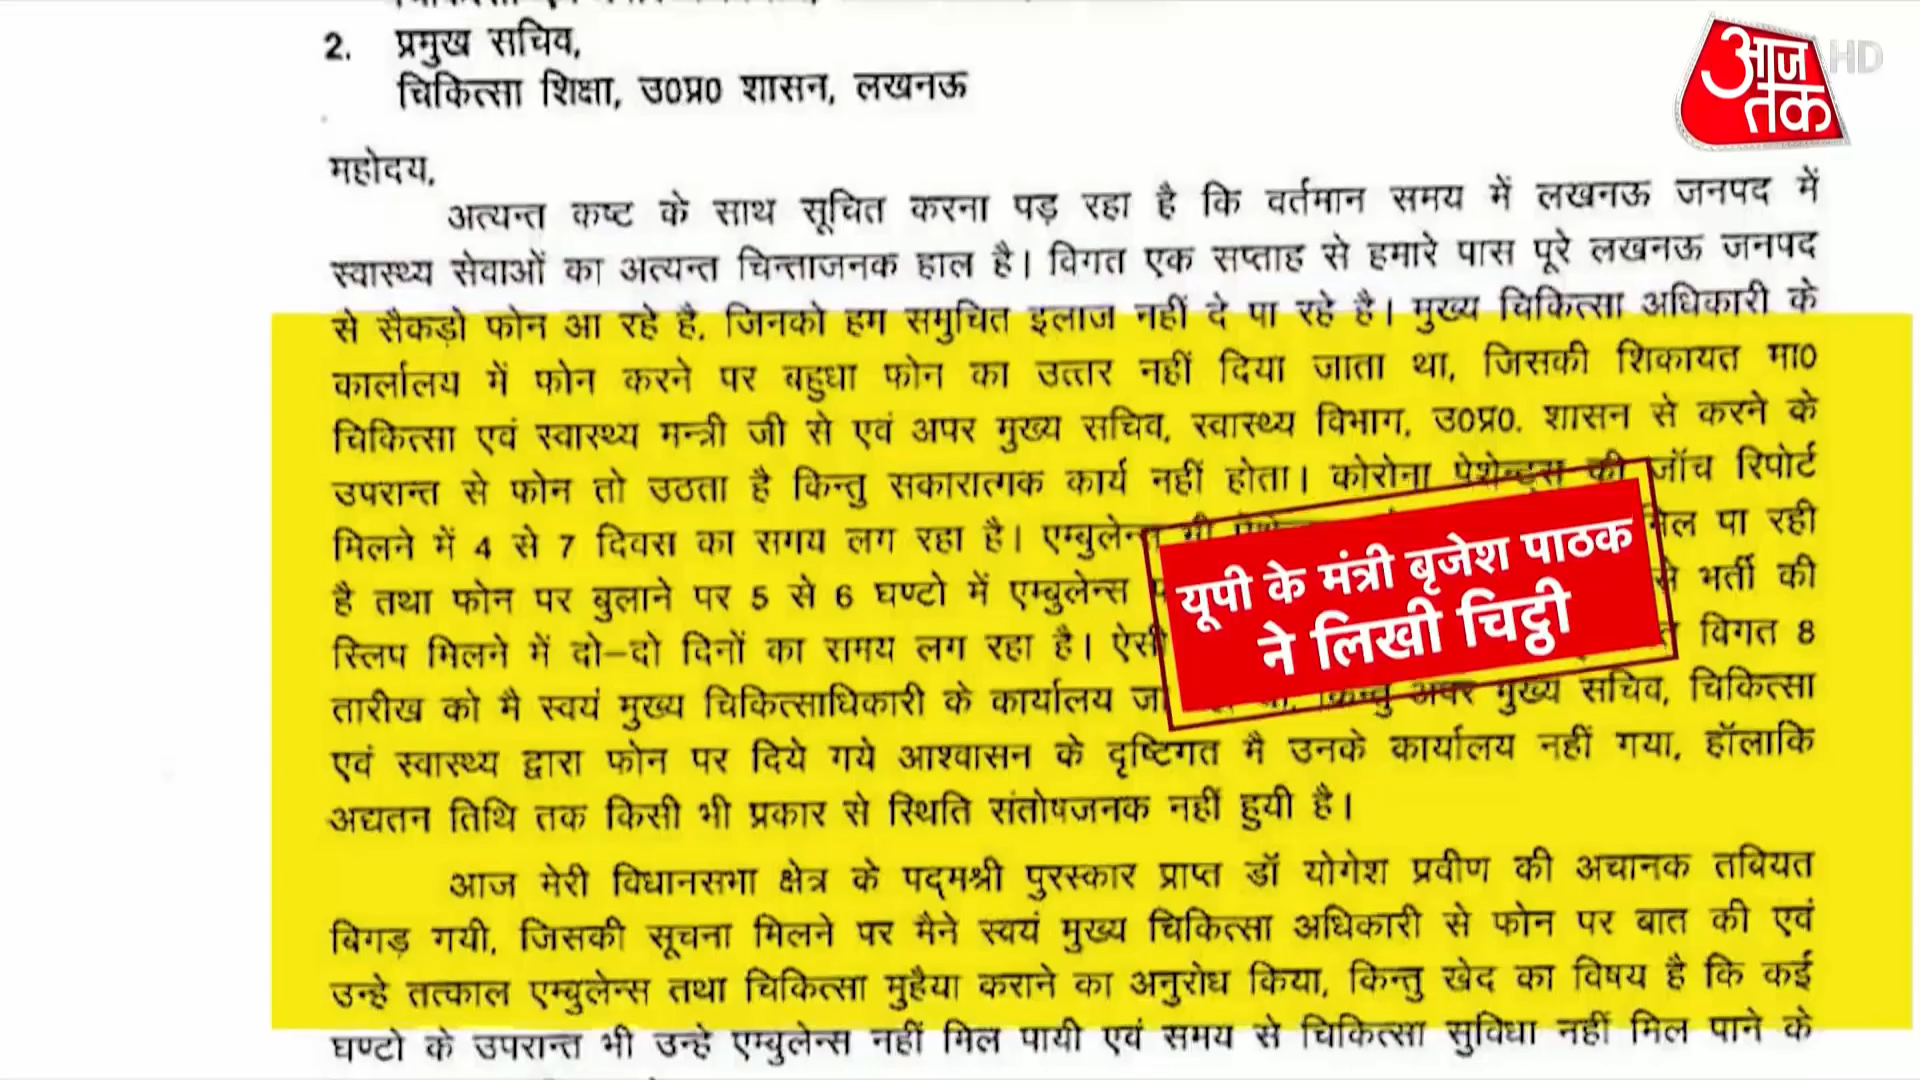 2. प्रमुख सचिव,
चिकित्सा शिक्षा, उ0प्र0 शासन, लखनऊ
आज तक HD
महोदय,
अत्यन्त कष्ट के साथ सूचित करना पड़ रहा है कि वर्तमान समय में लखनऊ जनपद में
स्वास्थ्य सेवाओं का अत्यन्त चिन्ताजनक हाल है। विगत एक सप्ताह से हमारे पास पूरे लखनऊ जनपद
से सैकड़ो फोन आ रहे है, जिनको हम समुचित इलाज नहीं दे पा रहे है। मुख्य चिकित्सा अधिकारी के
कार्लालय में फोन करने पर बहुधा फोन का उत्तर नहीं दिया जाता था, जिसकी शिकायत मा0
चिकित्सा एवं स्वास्थ्य मन्त्री जी से एवं अपर मुख्य सचिव, स्वास्थ्य विभाग, उ0प्र0. शासन से करने के
उपरान्त से फोन तो उठता है किन्तु सकारात्मक कार्य नहीं होता। कोरोना पेशेन्ट्स की जॉच रिपोर्ट
मिलने में 4 से 7 दिवस का समय लग रहा है। एम्बुलेन्स पा रही
है तथा फोन पर बुलाने पर 5 से 6 घण्टो में एम्बुलेन्स भर्ती की
स्लिप मिलने में दो-दो दिनों का समय लग रहा है। ऐसी विगत 8
तारीख को मै स्वयं मुख्य चिकित्साधिकारी के कार्यालय किन्तु अपर मुख्य सचिव, चिकित्सा
एवं स्वास्थ्य द्वारा फोन पर दिये गये आश्वासन के दृष्टिगत मै उनके कार्यालय नहीं गया, हॉलाकि
अद्यतन तिथि तक किसी भी प्रकार से स्थिति संतोषजनक नहीं हुयी है।
यूपी के मंत्री बृजेश पाठक
ने लिखी चिट्ठी
आज मेरी विधानसभा क्षेत्र के पद्मश्री पुरस्कार प्राप्त डॉ योगेश प्रवीण की अचानक तबियत
बिगड़ गयी, जिसकी सूचना मिलने पर मैने स्वयं मुख्य चिकित्सा अधिकारी से फोन पर बात की एवं
उन्हे तत्काल एम्बुलेन्स तथा चिकित्सा मुहैया कराने का अनुरोध किया, किन्तु खेद का विषय है कि कई
घण्टो के उपरान्त भी उन्हे एम्बुलेन्स नहीं मिल पायी एवं समय से चिकित्सा सुविधा नहीं मिल पाने के